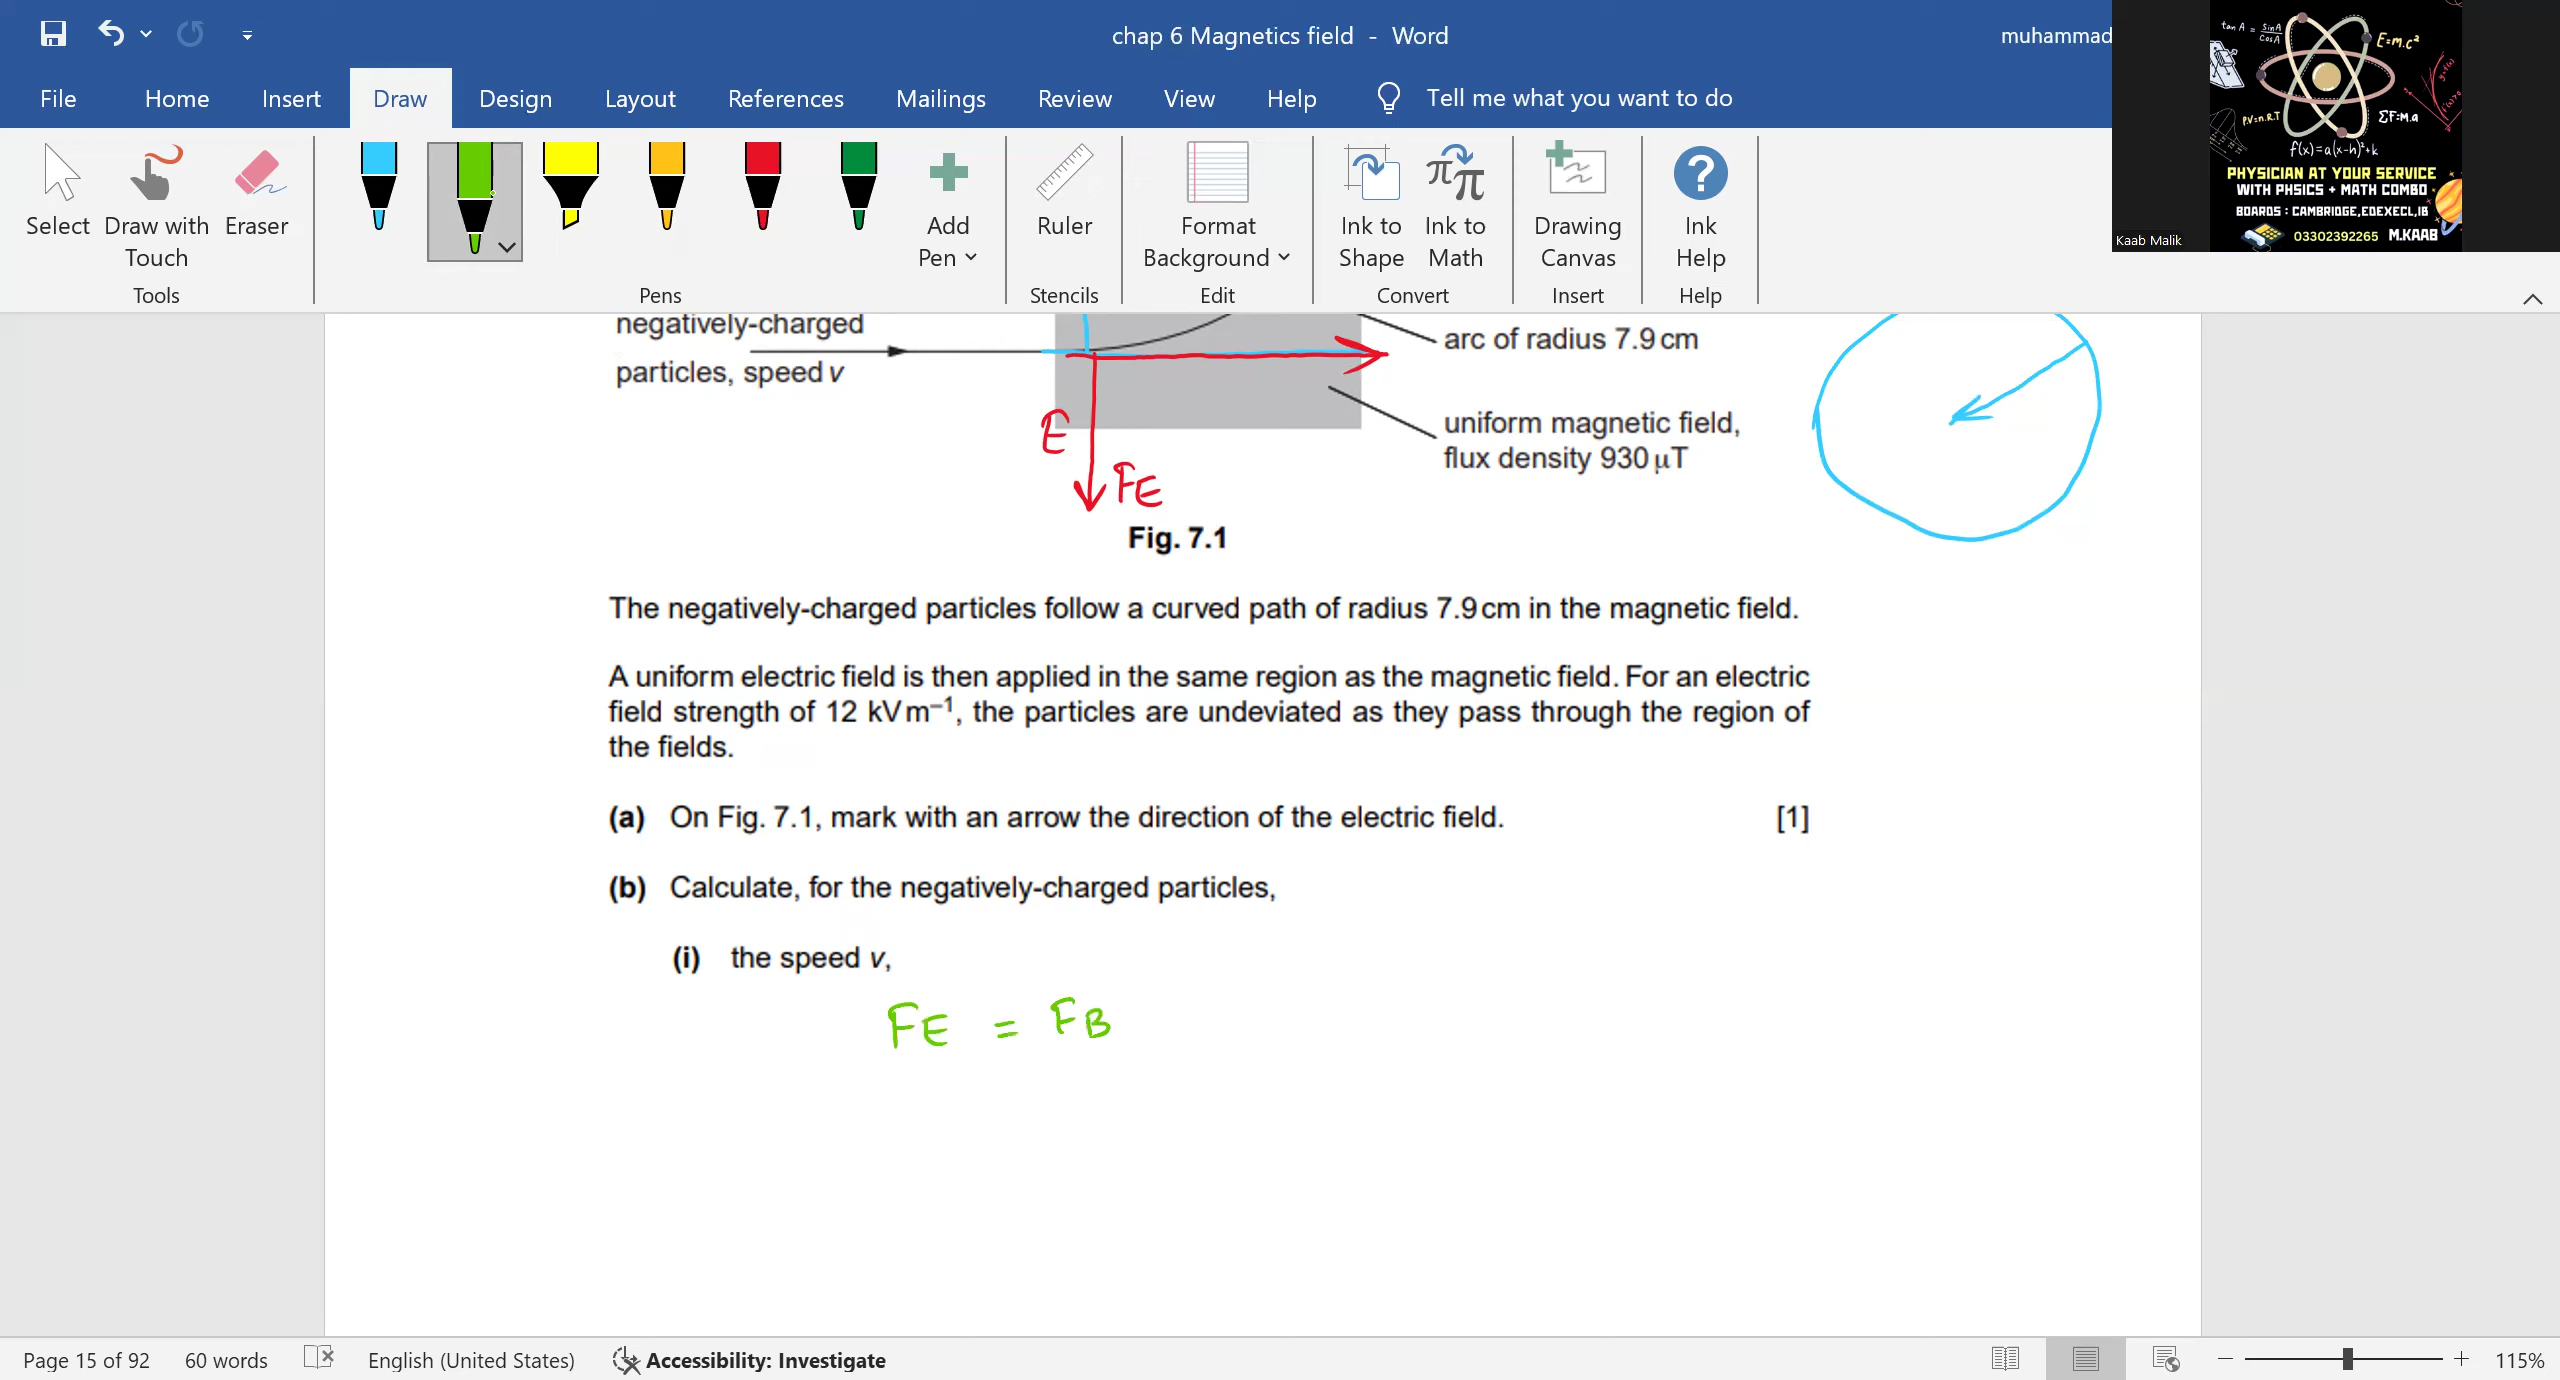 chap 6 Magnetics field - Word
muhammad
File Home Insert Draw Design Layout References Mailings Review View Help Tell me what you want to do
Select
Draw with Touch
Eraser
Add Pen
Ruler
Format Background
Ink to Shape
Ink to Math
Drawing Canvas
Ink Help
Tools Pens Stencils Edit Convert Insert Help
tan A = SinA/CosA
E=m.c²
P.V=n.R.T
ΣF=M.a
f(x)=a(x-h)²+k
PHYSICIAN AT YOUR SERVICE
WITH PHSICS + MATH COMBO
BOARDS : CAMBRIDGE,EDEXECL,IB
03302392265 M.KAAB
Kaab Malik
negatively-charged
particles, speed v
arc of radius 7.9 cm
uniform magnetic field,
flux density 930 µT
E
FE
Fig. 7.1
The negatively-charged particles follow a curved path of radius 7.9 cm in the magnetic field.
A uniform electric field is then applied in the same region as the magnetic field. For an electric
field strength of 12 kV m⁻¹, the particles are undeviated as they pass through the region of
the fields.
(a) On Fig. 7.1, mark with an arrow the direction of the electric field. [1]
(b) Calculate, for the negatively-charged particles,
(i) the speed v,
FE = FB
Page 15 of 92 60 words English (United States) Accessibility: Investigate 115%